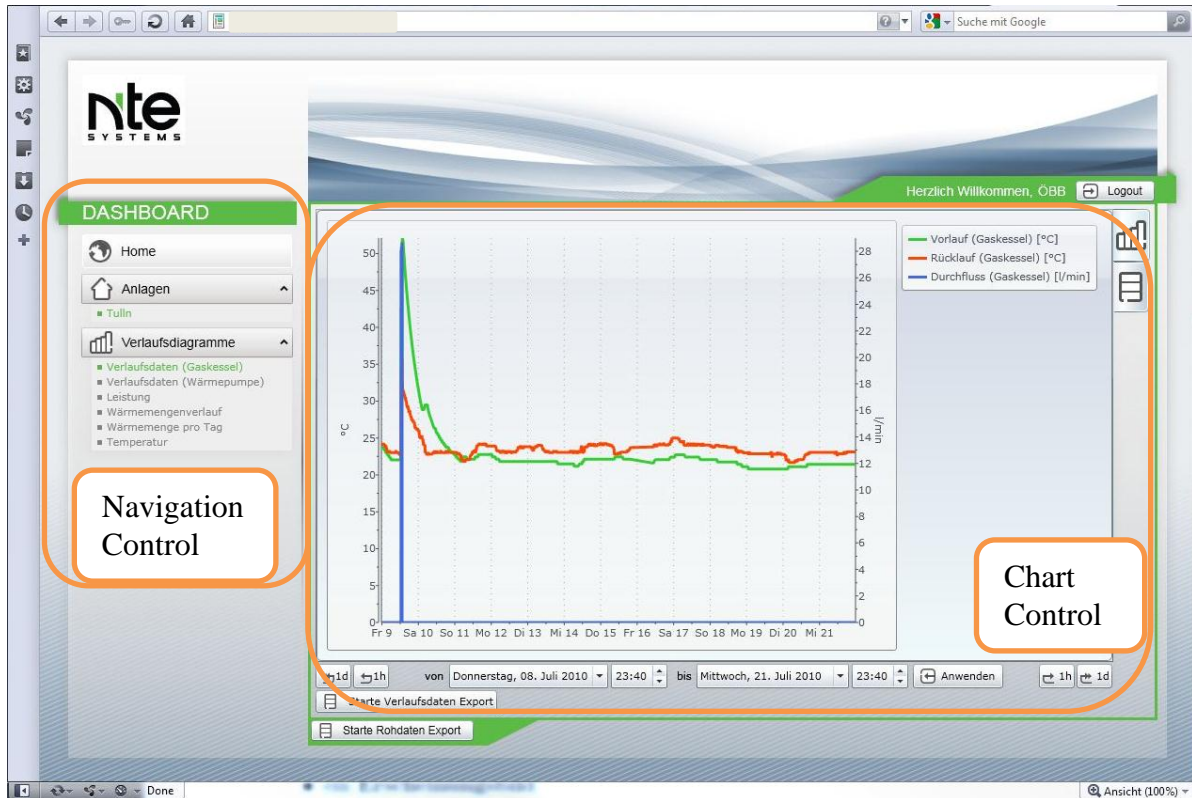 Suche mit Google
nte
SYSTEMS
Herzlich Willkommen, ÖBB
Logout
DASHBOARD
Home
Anlagen
Tulln
Verlaufsdiagramme
Verlaufsdaten (Gaskessel)
Verlaufsdaten (Wärmepumpe)
Leistung
Wärmemengenverlauf
Wärmemenge pro Tag
Temperatur
Navigation
Control
Vorlauf (Gaskessel) [°C]
Rücklauf (Gaskessel) [°C]
Durchfluss (Gaskessel) [l/min]
50
45
40
35
30
25
20
15
10
5
0
°C
28
26
24
22
20
18
16
14
12
10
8
6
4
2
0
l/min
Fr 9 Sa 10 So 11 Mo 12 Di 13 Mi 14 Do 15 Fr 16 Sa 17 So 18 Mo 19 Di 20 Mi 21
Chart
Control
1d 1h von Donnerstag, 08. Juli 2010 23:40 bis Mittwoch, 21. Juli 2010 23:40 Anwenden 1h 1d
Starte Verlaufsdaten Export
Starte Rohdaten Export
Done
Ansicht (100%)